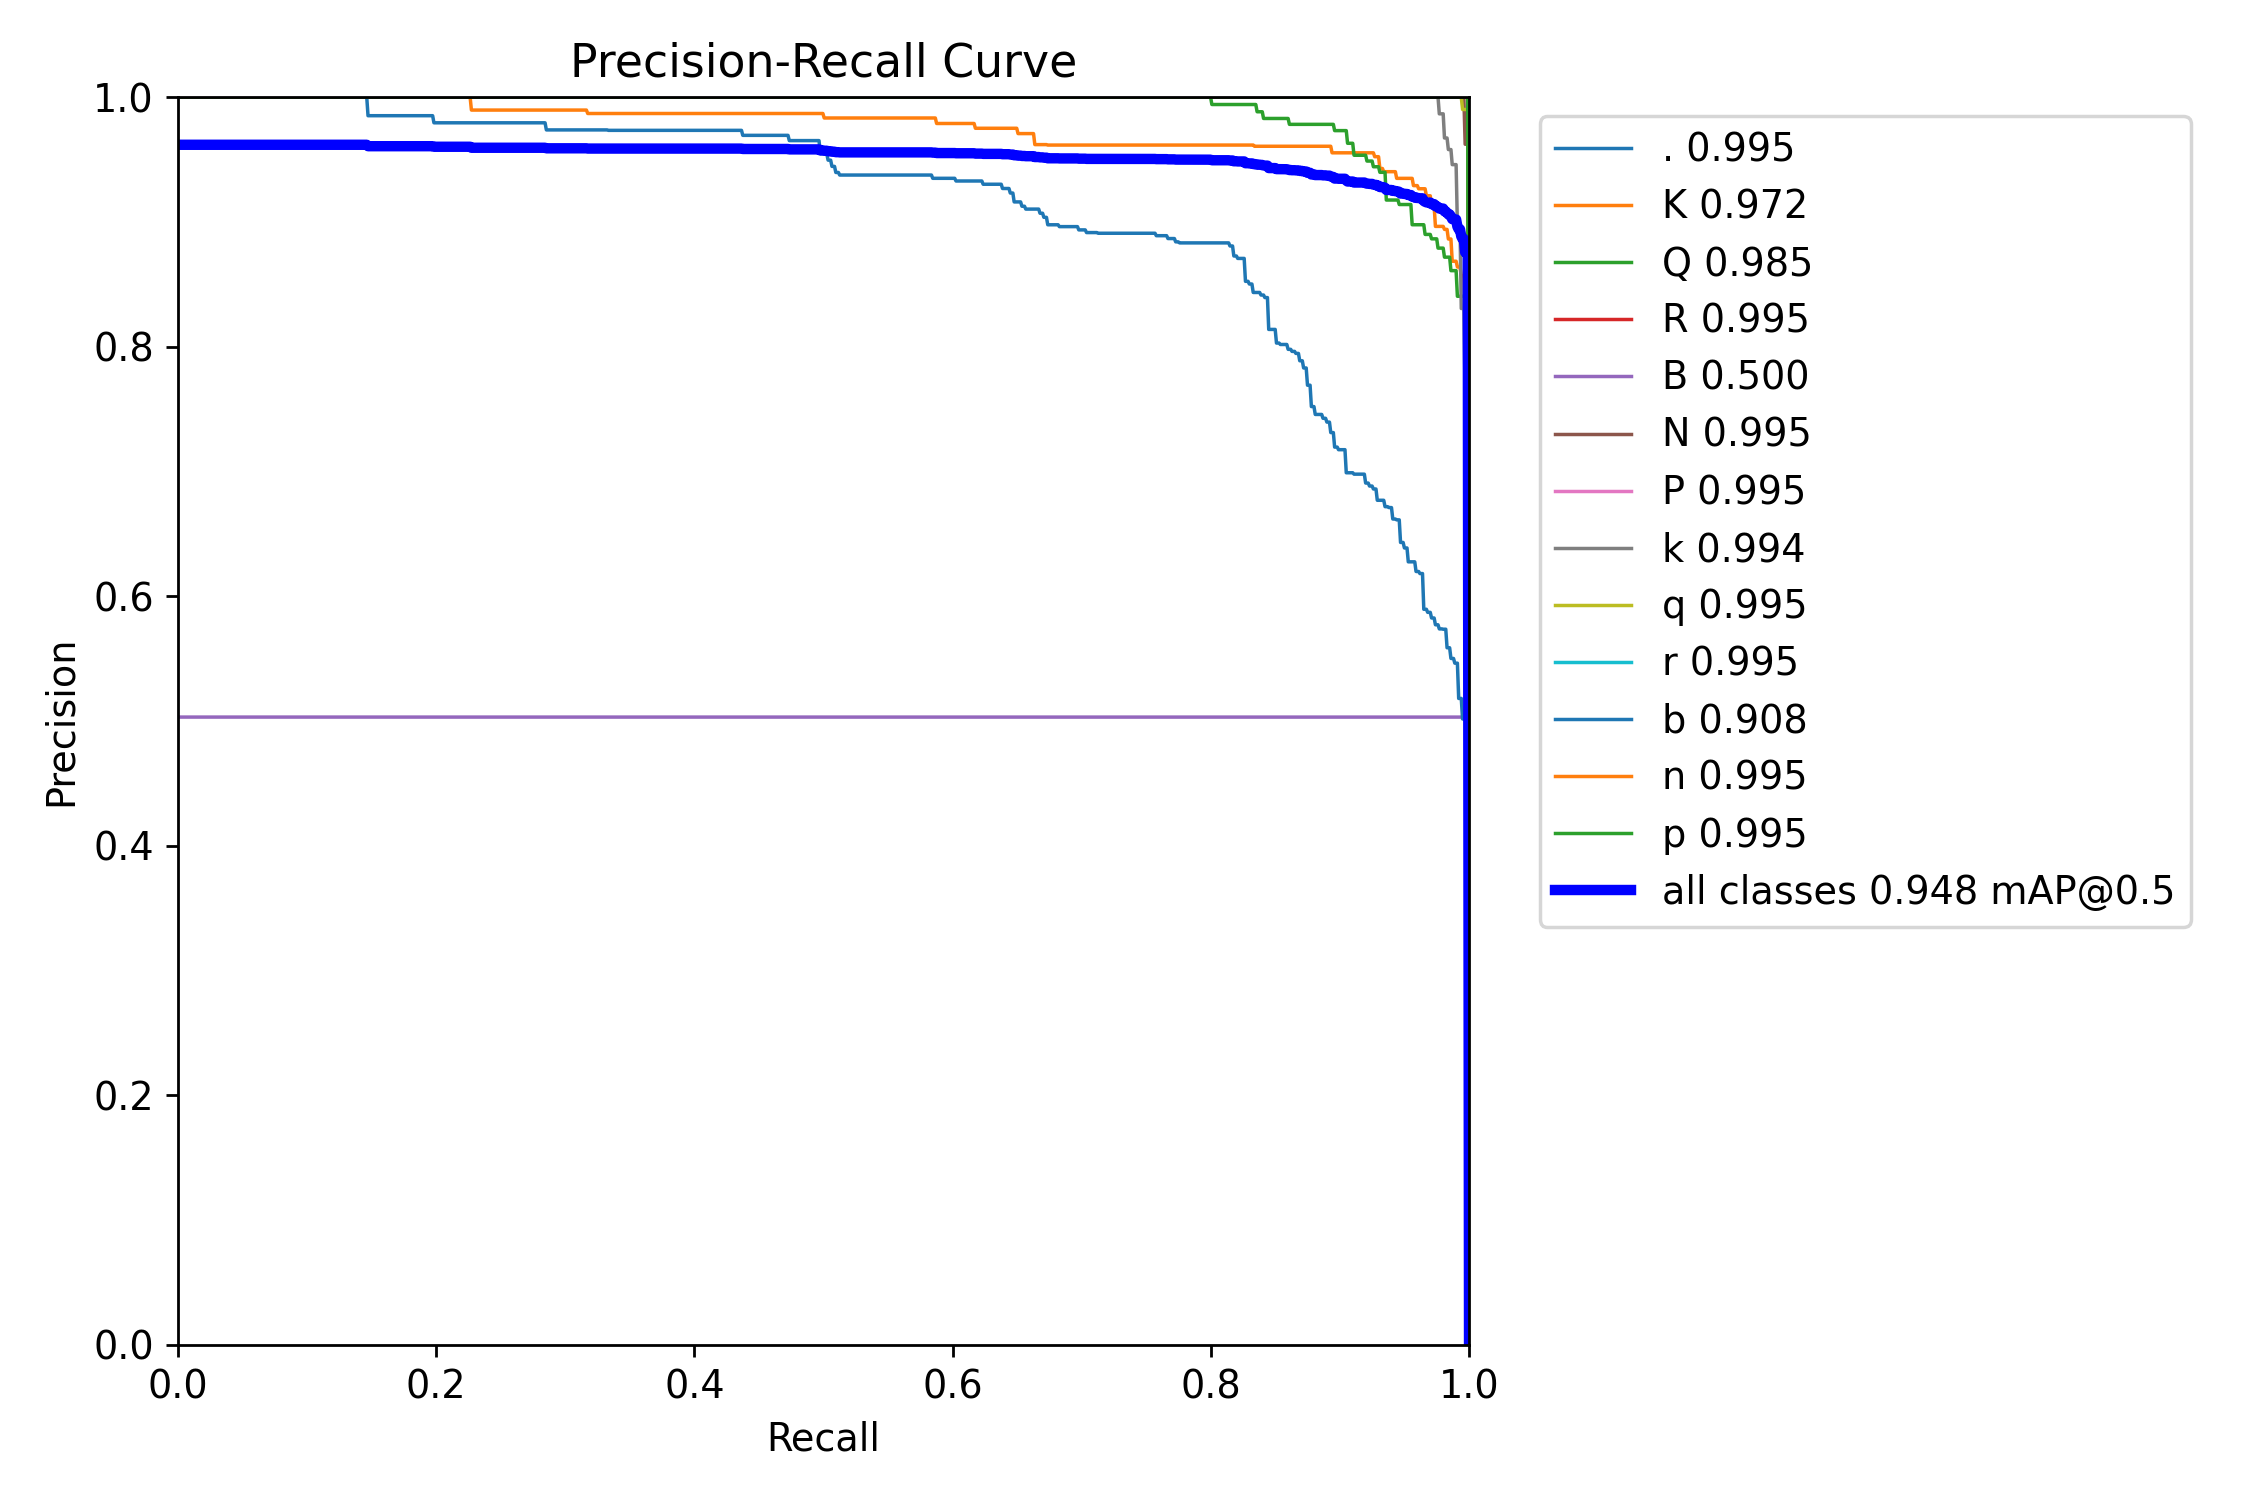 Precision-Recall Curve
1.0
0.8
0.6
0.4
0.2
0.0
Precision
0.0 0.2 0.4 0.6 0.8 1.0
Recall
. 0.995
K 0.972
Q 0.985
R 0.995
B 0.500
N 0.995
P 0.995
k 0.994
q 0.995
r 0.995
b 0.908
n 0.995
p 0.995
all classes 0.948 mAP@0.5